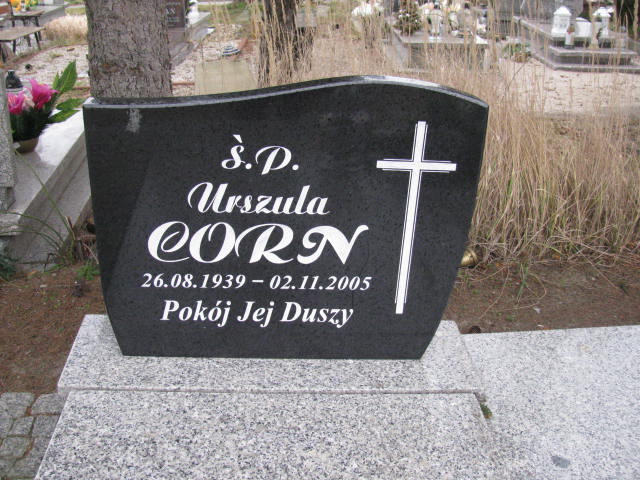 Ś.P.
Urszula
CORN
26.08.1939 – 02.11.2005
Pokój Jej Duszy